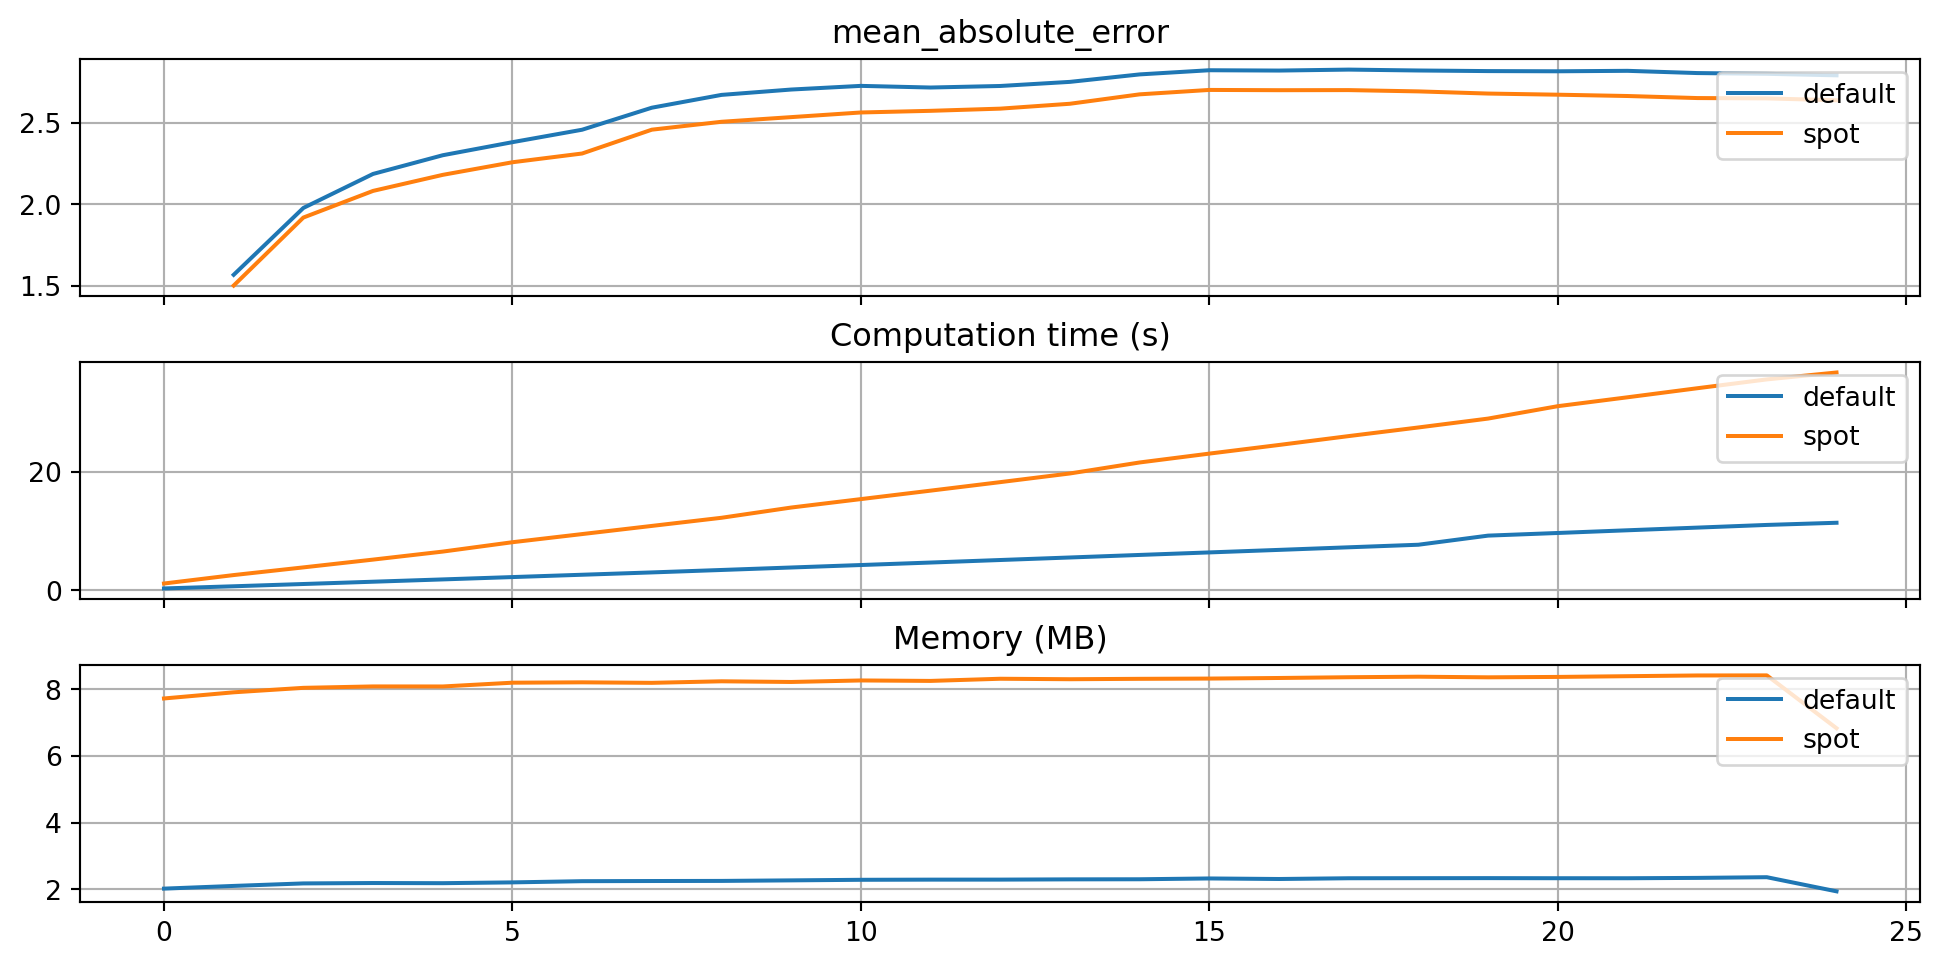 mean_absolute_error
2.5
2.0
1.5
default
spot
Computation time (s)
20
0
default
spot
Memory (MB)
8
6
4
2
default
spot
0 5 10 15 20 25